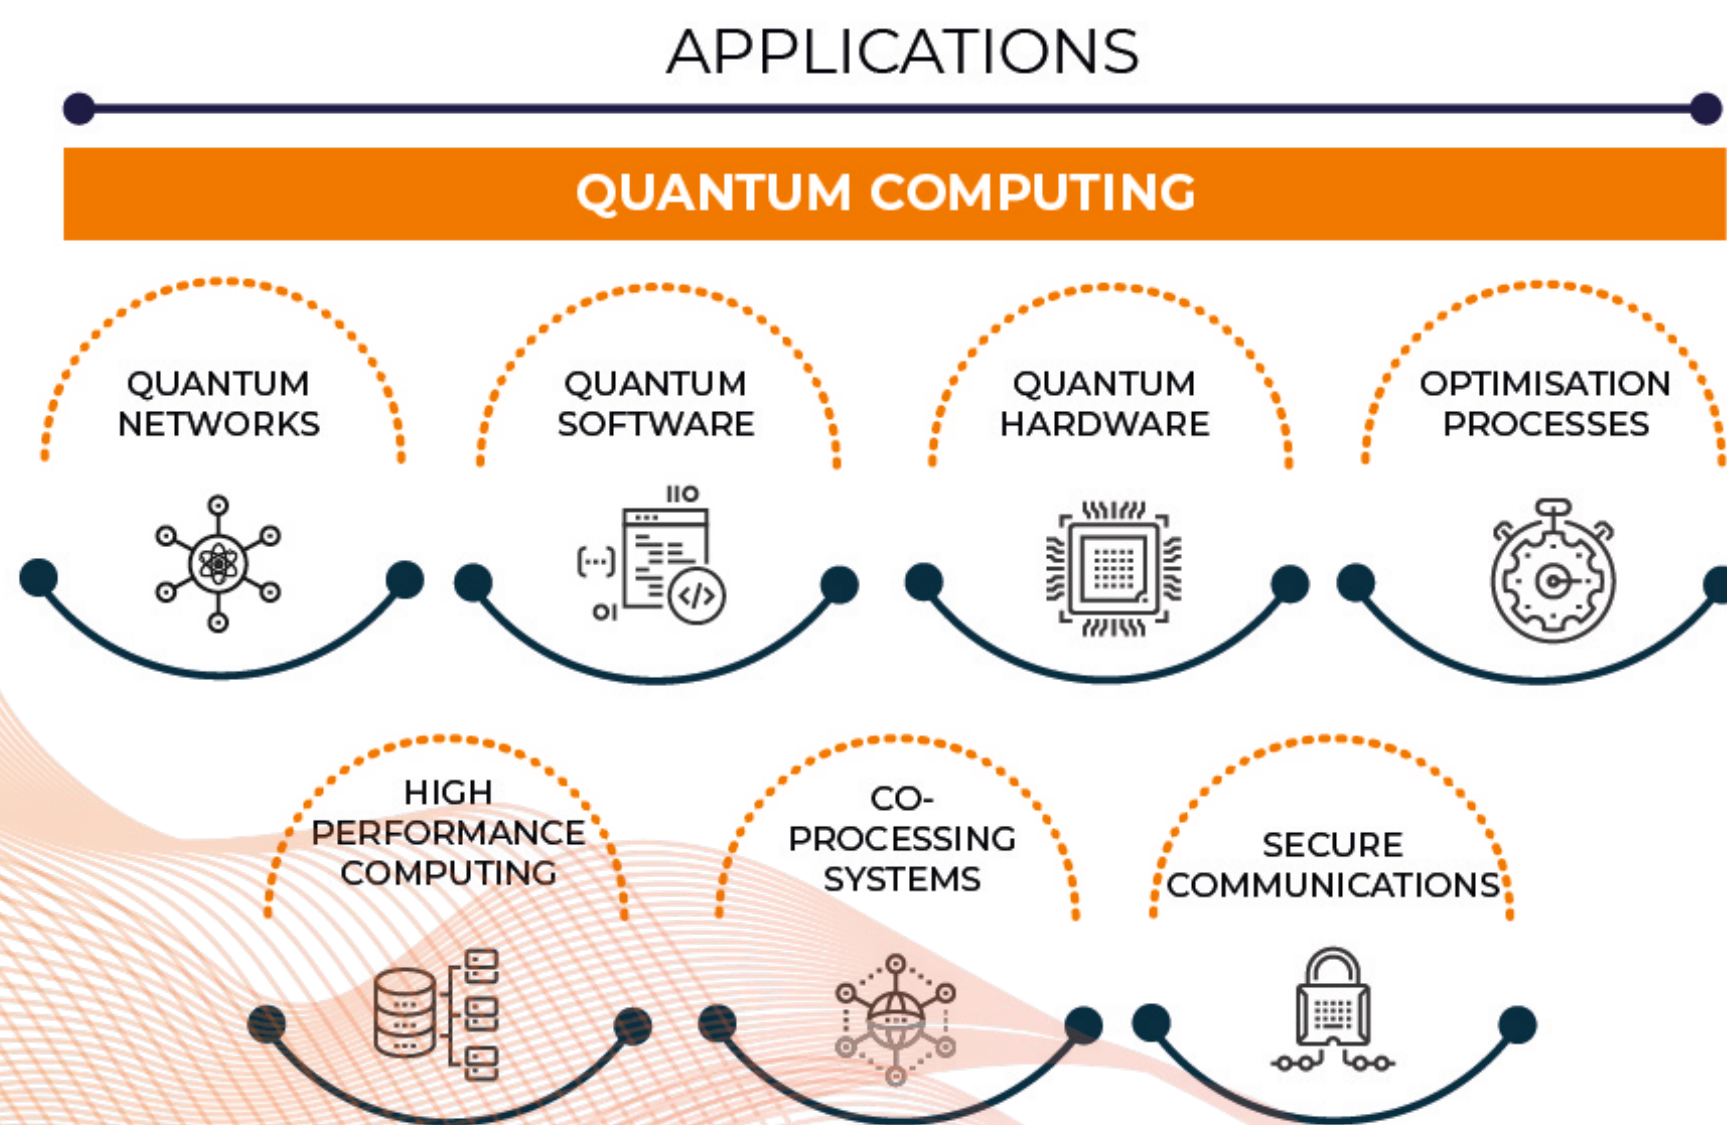 APPLICATIONS
QUANTUM COMPUTING
QUANTUM
NETWORKS
QUANTUM
SOFTWARE
IIO
{...}
</>
OI
QUANTUM
HARDWARE
OPTIMISATION
PROCESSES
HIGH
PERFORMANCE
COMPUTING
CO-
PROCESSING
SYSTEMS
SECURE
COMMUNICATIONS